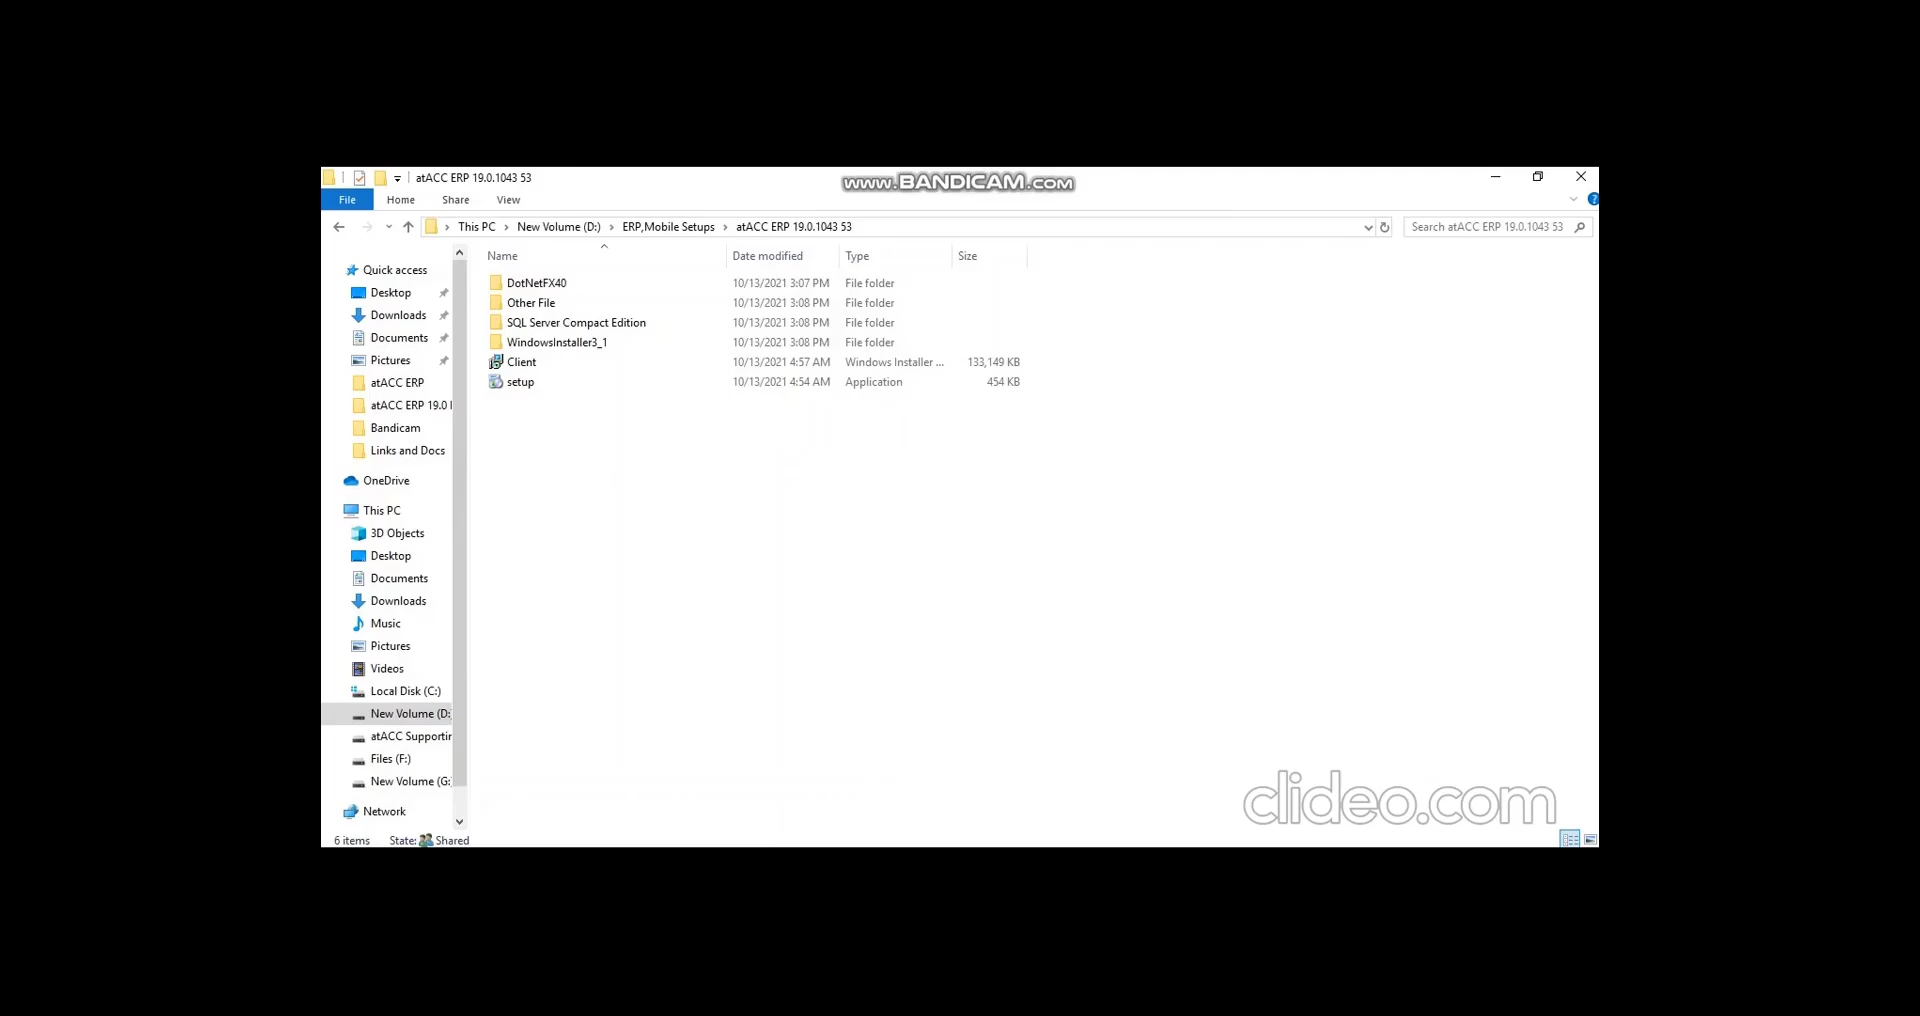 atACC ERP 19.0.1043 53
www.BANDICAM.com
File Home Share View
This PC New Volume (D:) ERP,Mobile Setups atACC ERP 19.0.1043 53
Search atACC ERP 19.0.1043 53
Name Date modified Type Size
DotNetFX40 10/13/2021 3:07 PM File folder
Other File 10/13/2021 3:08 PM File folder
SQL Server Compact Edition 10/13/2021 3:08 PM File folder
WindowsInstaller3_1 10/13/2021 3:08 PM File folder
Client 10/13/2021 4:57 AM Windows Installer ... 133,149 KB
setup 10/13/2021 4:54 AM Application 454 KB
Quick access
Desktop
Downloads
Documents
Pictures
atACC ERP
atACC ERP 19.0
Bandicam
Links and Docs
OneDrive
This PC
3D Objects
Desktop
Documents
Downloads
Music
Pictures
Videos
Local Disk (C:)
New Volume (D:
atACC Supportin
Files (F:)
New Volume (G:
Network
6 items State: Shared
clideo.com